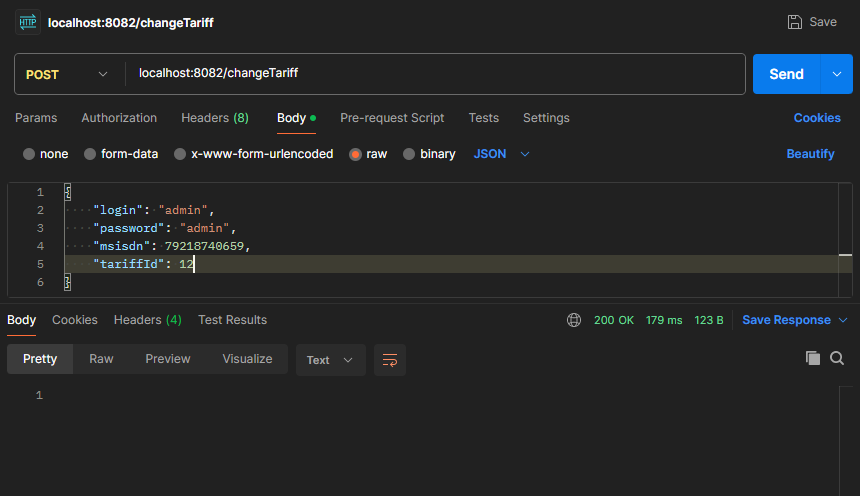 HTTP localhost:8082/changeTariff Save
POST localhost:8082/changeTariff Send
Params Authorization Headers (8) Body Pre-request Script Tests Settings Cookies
none form-data x-www-form-urlencoded raw binary JSON Beautify
1 {
2 "login": "admin",
3 "password": "admin",
4 "msisdn": 79218740659,
5 "tariffId": 12
6 }
Body Cookies Headers (4) Test Results 200 OK 179 ms 123 B Save Response
Pretty Raw Preview Visualize Text
1